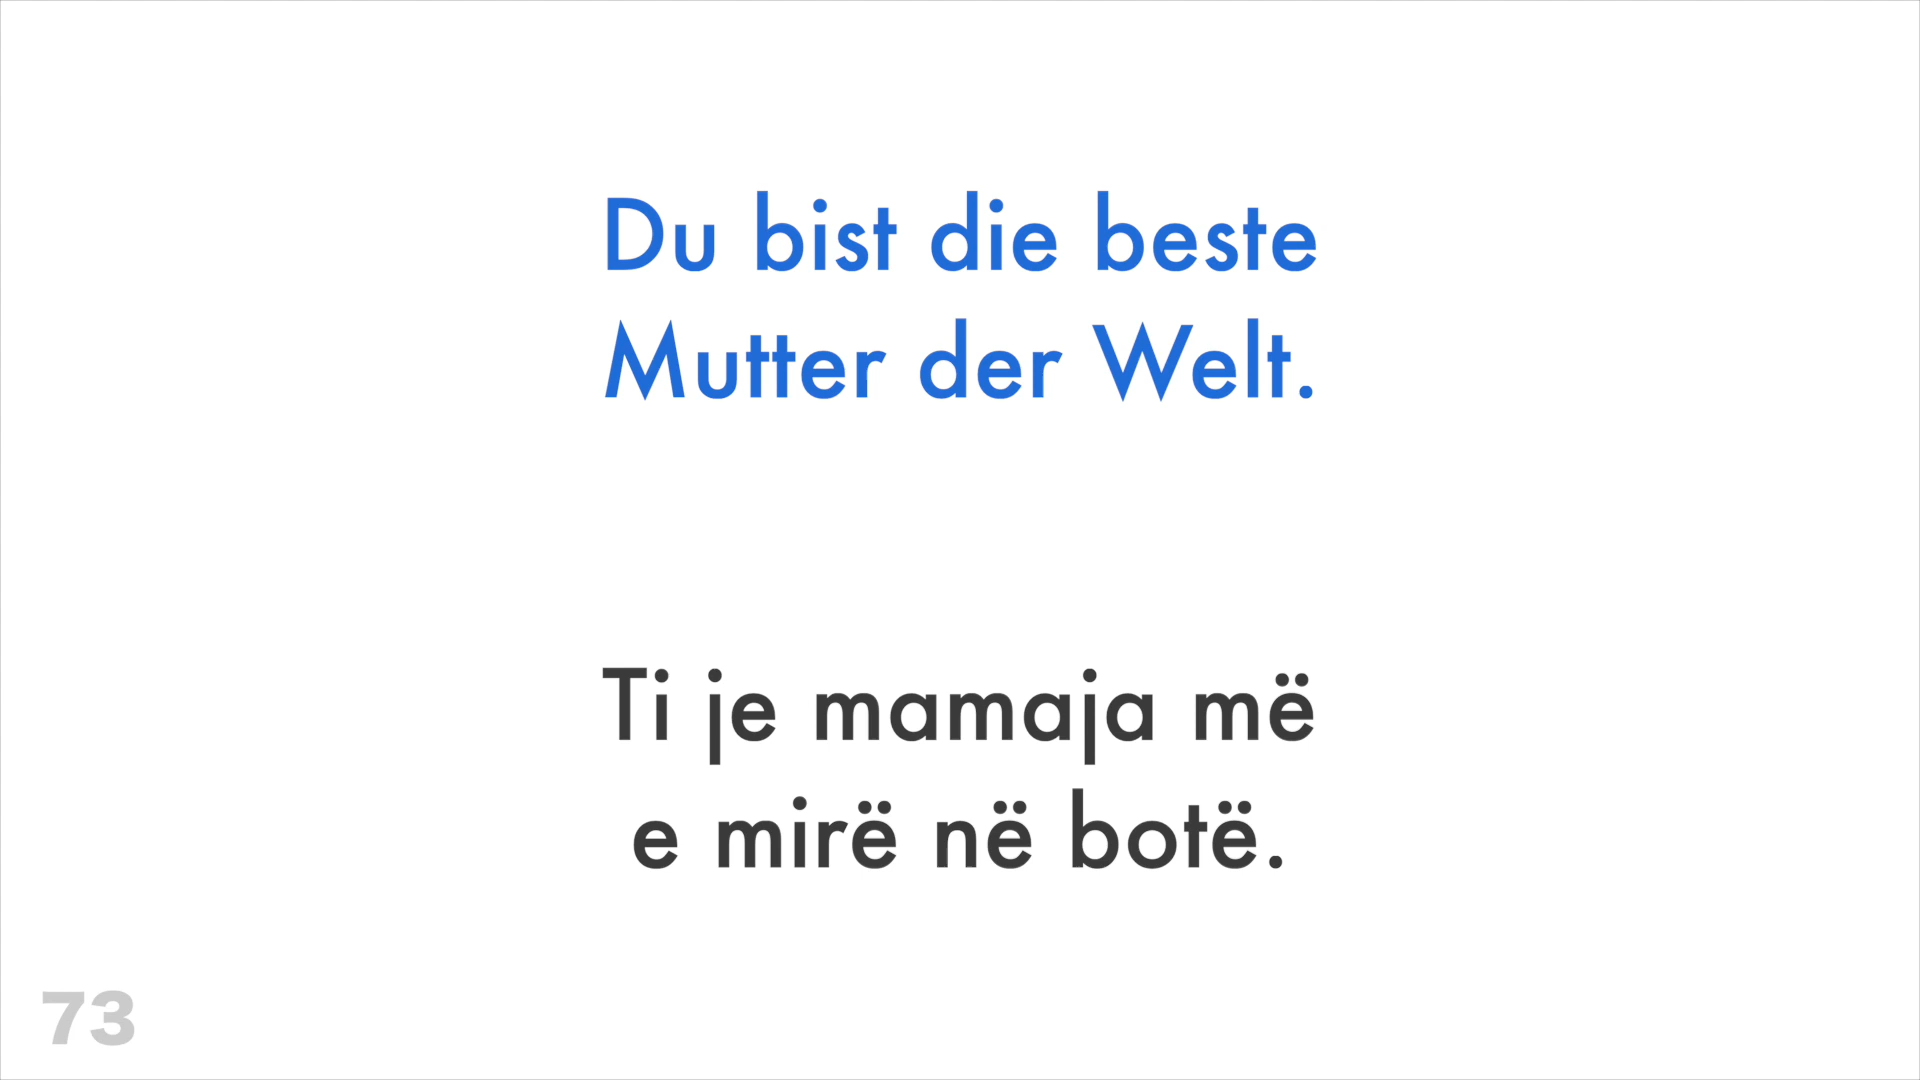 Du bist die beste
Mutter der Welt.
Ti je mamaja më
e mirë në botë.
73